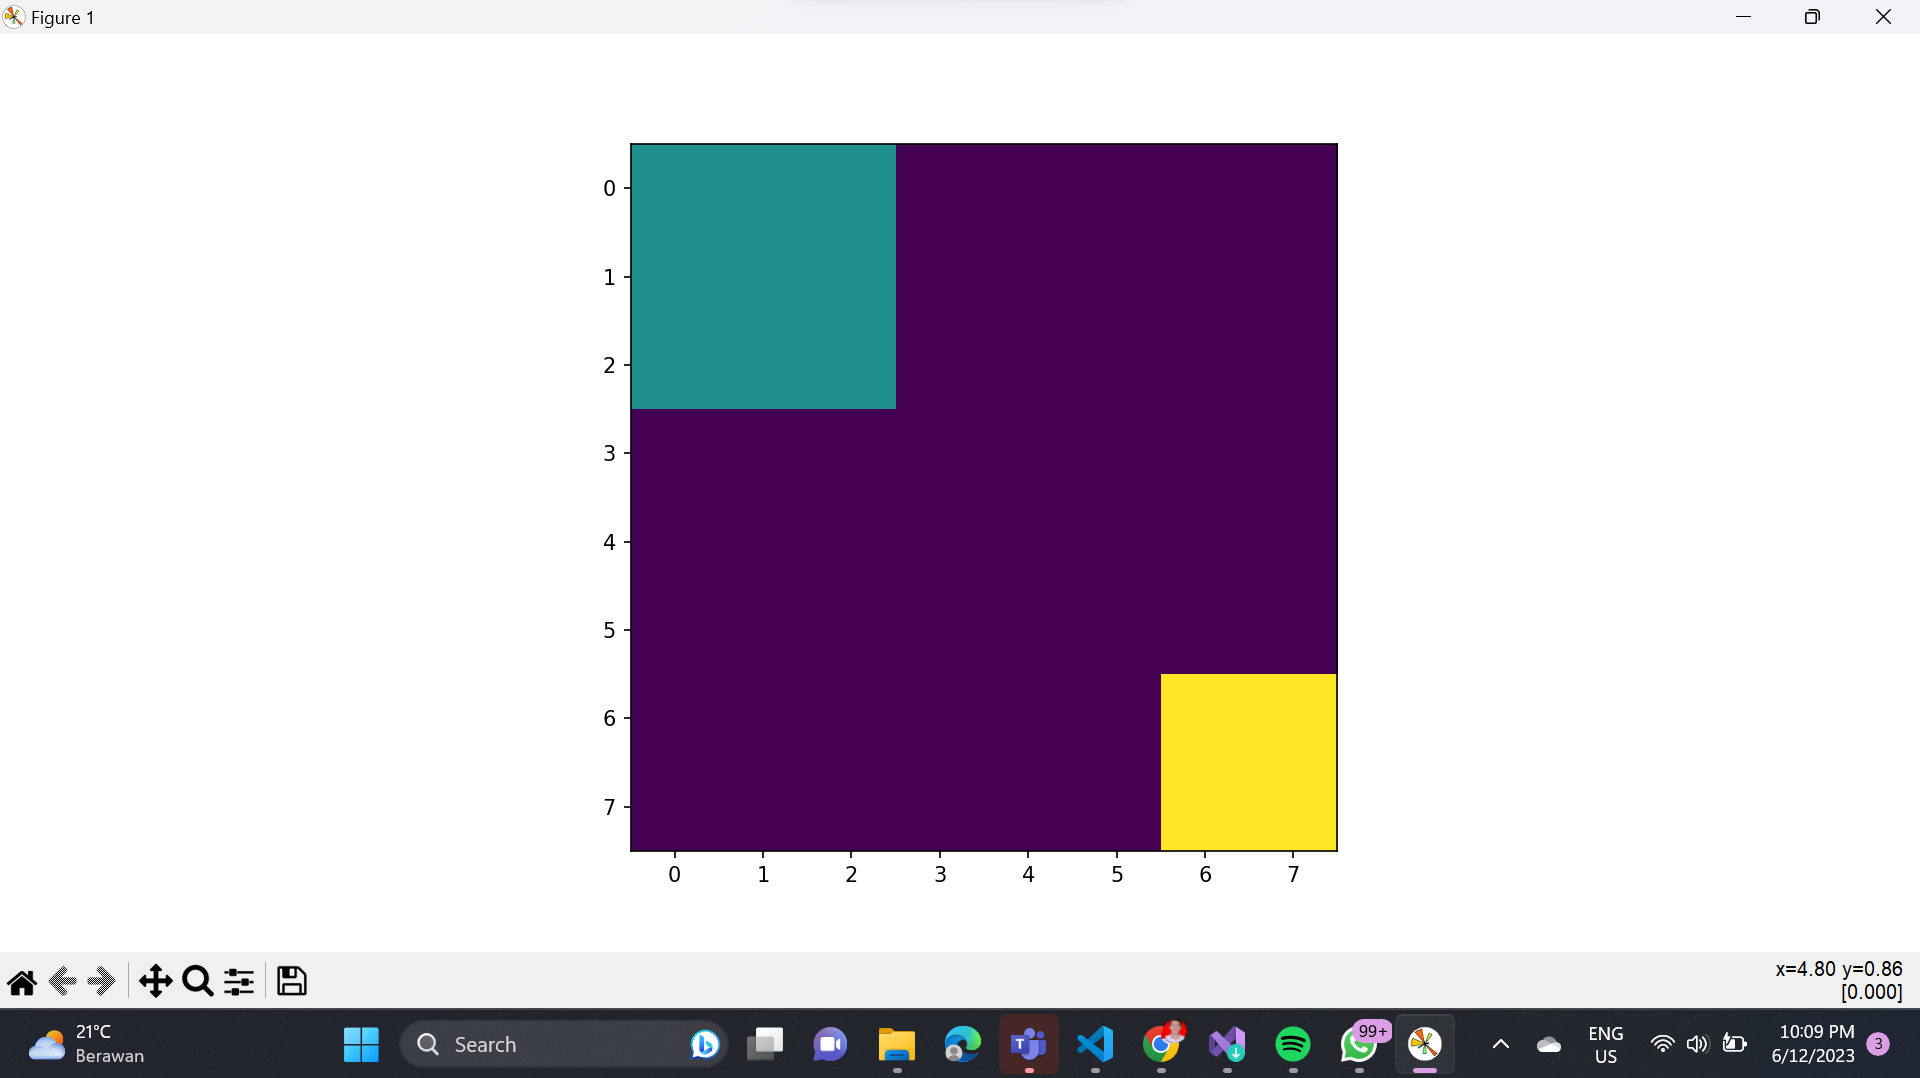 Figure 1
0
1
2
3
4
5
6
7
0 1 2 3 4 5 6 7
x=4.80 y=0.86
[0.000]
21°C
Berawan
Search
T
99+
ENG
US
10:09 PM
6/12/2023
3